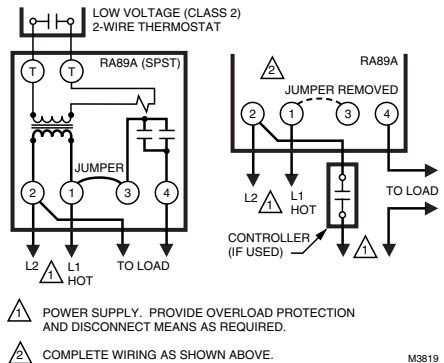 LOW VOLTAGE (CLASS 2)
2-WIRE THERMOSTAT
T T
RA89A (SPST)
JUMPER
2 1 3 4
L2
1
L1
HOT
TO LOAD
RA89A
2
JUMPER REMOVED
2 1 3 4
L2
1
L1
HOT
TO LOAD
CONTROLLER
(IF USED)
1
1 POWER SUPPLY. PROVIDE OVERLOAD PROTECTION
AND DISCONNECT MEANS AS REQUIRED.
2 COMPLETE WIRING AS SHOWN ABOVE.
M3819